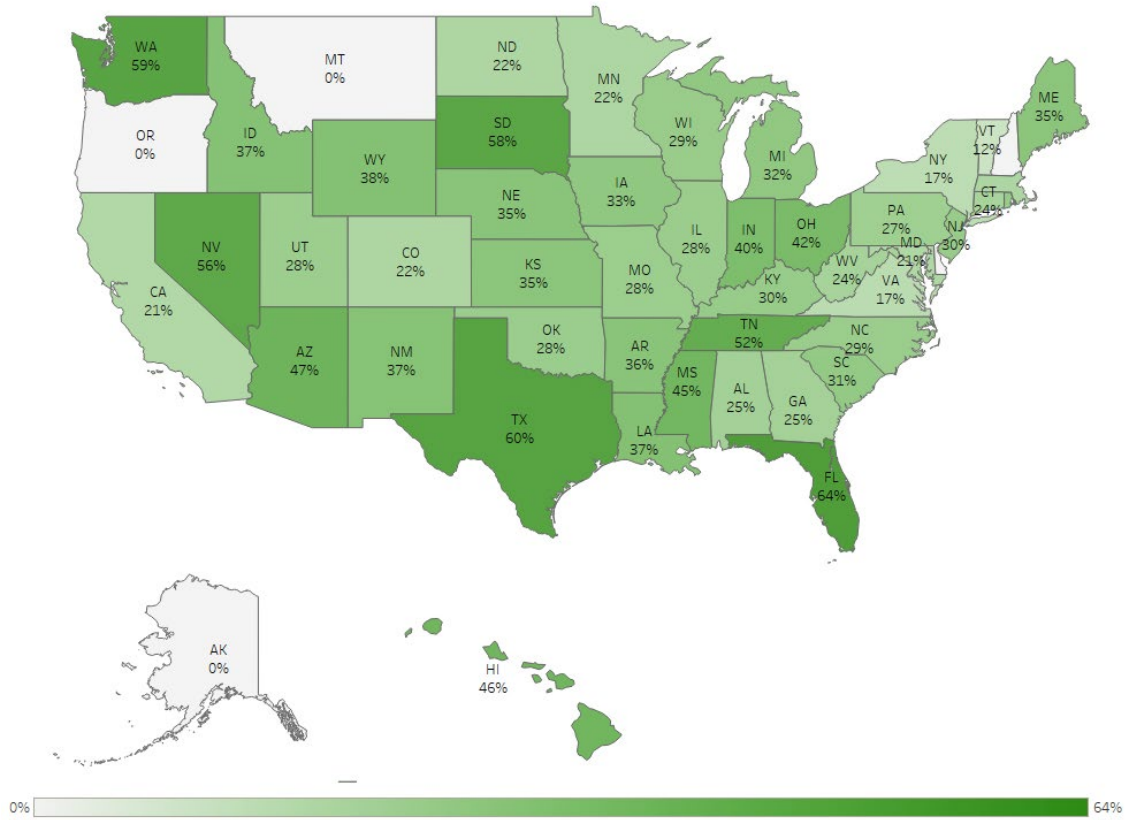 WA
59%
MT
0%
ND
22%
MN
22%
ME
35%
OR
0%
ID
37%
SD
58%
WI
29%
VT
12%
NY
17%
WY
38%
MI
32%
NE
35%
IA
33%
CT
24%
PA
27%
NJ
30%
NV
56%
UT
28%
CO
22%
IL
28%
IN
40%
OH
42%
MD
21%
WV
24%
VA
17%
KS
35%
MO
28%
KY
30%
CA
21%
AZ
47%
NM
37%
OK
28%
AR
36%
TN
52%
NC
29%
SC
31%
MS
45%
AL
25%
GA
25%
TX
60%
LA
37%
FL
64%
AK
0%
HI
46%
0%
64%